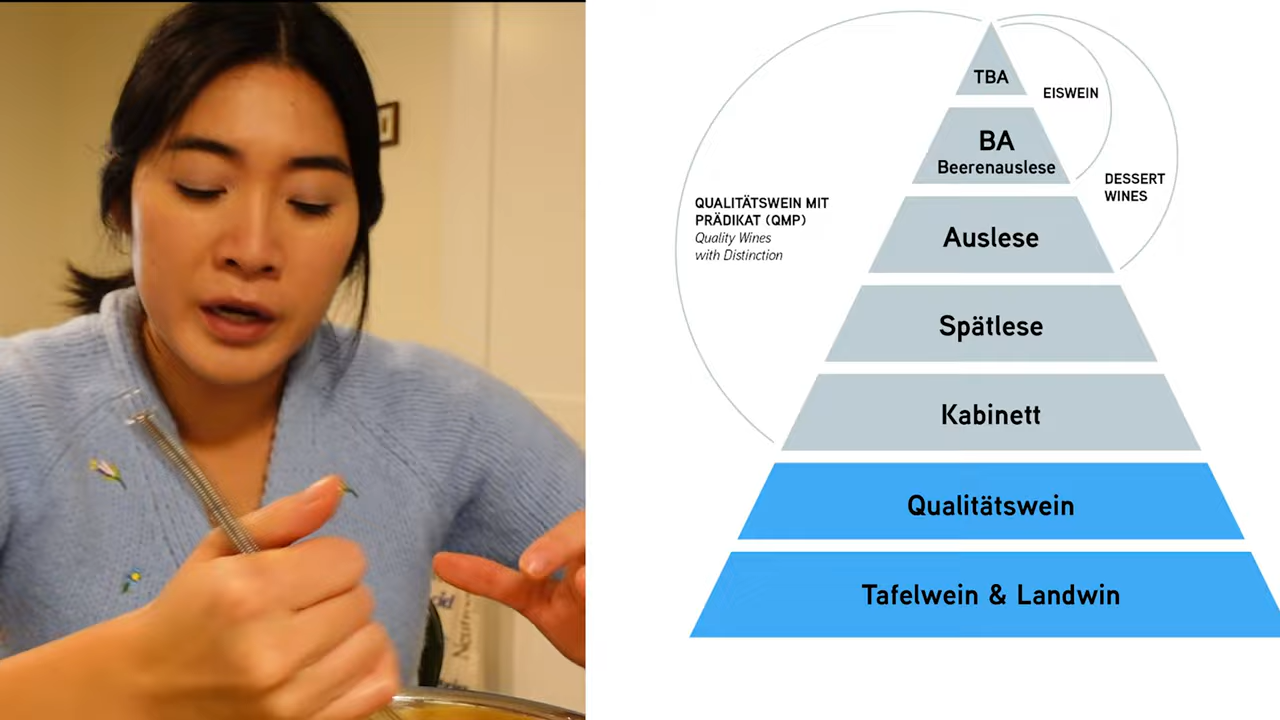 TBA
EISWEIN
BA
Beerenauslese
DESSERT
WINES
QUALITÄTSWEIN MIT
PRÄDIKAT (QMP)
Quality Wines
with Distinction
Auslese
Spätlese
Kabinett
Qualitätswein
Tafelwein & Landwin